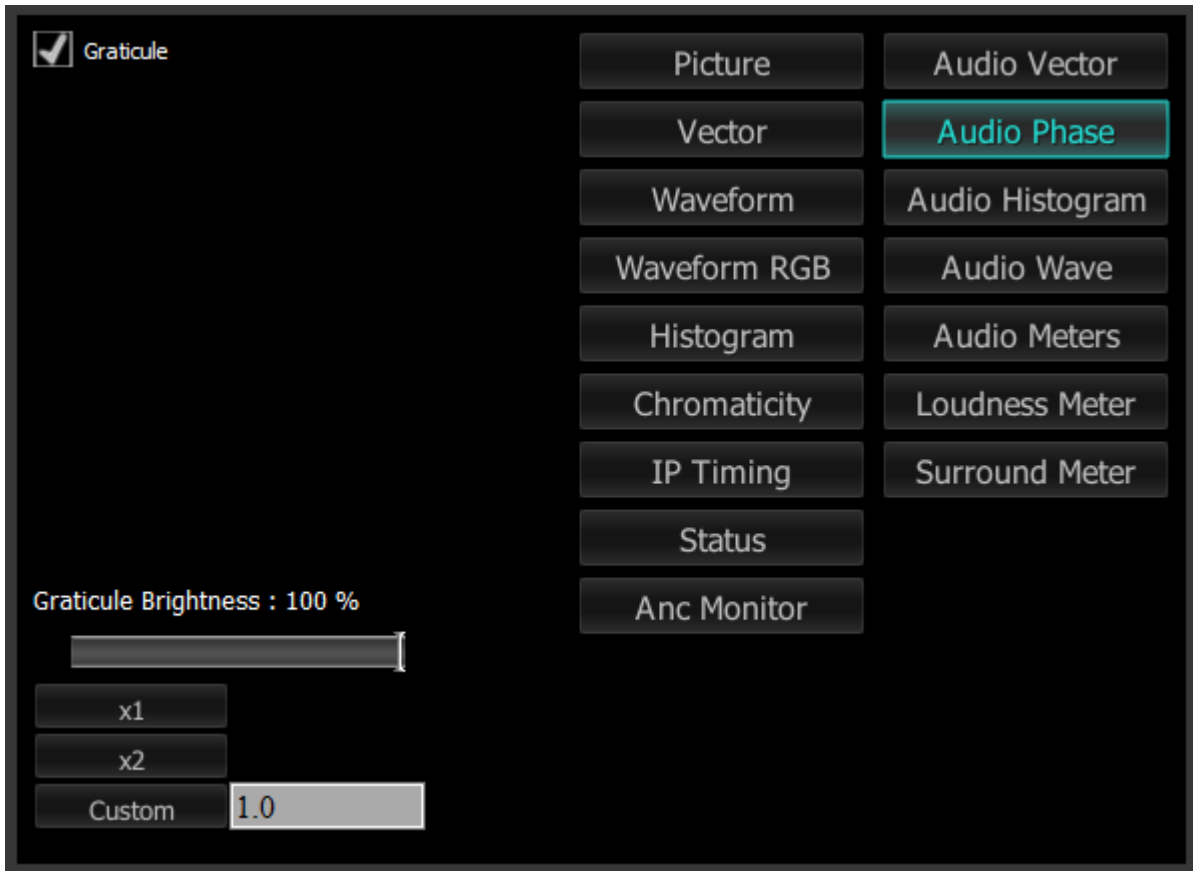 Graticule
Picture
Audio Vector
Vector
Audio Phase
Waveform
Audio Histogram
Waveform RGB
Audio Wave
Histogram
Audio Meters
Chromaticity
Loudness Meter
IP Timing
Surround Meter
Status
Anc Monitor
Graticule Brightness : 100 %
x1
x2
Custom
1.0